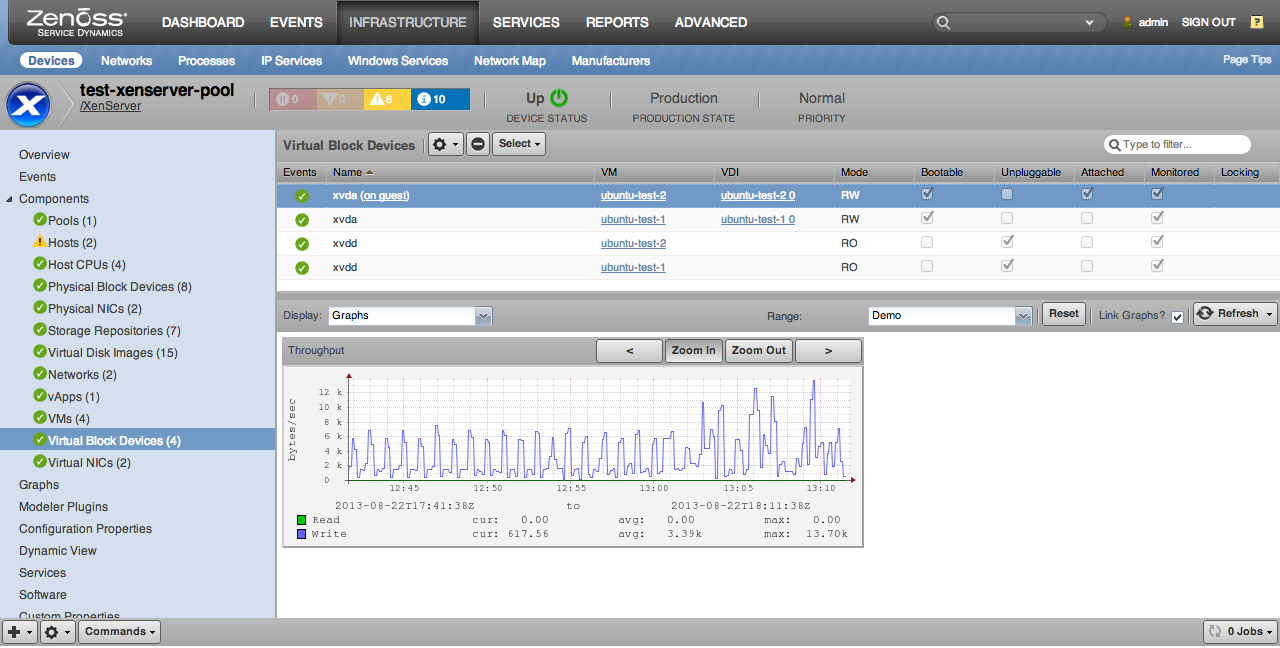 Zenoss DASHBOARD EVENTS INFRASTRUCTURE SERVICES REPORTS ADVANCED admin SIGN OUT ?
SERVICE DYNAMICS
Devices Networks Processes IP Services Windows Services Network Map Manufacturers Page Tips
test-xenserver-pool
/XenServer
0 0 6 10
Up Production Normal
DEVICE STATUS PRODUCTION STATE PRIORITY
Overview
Events
Components
Pools (1)
Hosts (2)
Host CPUs (4)
Physical Block Devices (8)
Physical NICs (2)
Storage Repositories (7)
Virtual Disk Images (15)
Networks (2)
vApps (1)
VMs (4)
Virtual Block Devices (4)
Virtual NICs (2)
Graphs
Modeler Plugins
Configuration Properties
Dynamic View
Services
Software
Custom Properties
Virtual Block Devices Select Type to filter...
Events Name VM VDI Mode Bootable Unpluggable Attached Monitored Locking
xvda (on guest) ubuntu-test-2 ubuntu-test-2 0 RW
xvda ubuntu-test-1 ubuntu-test-1 0 RW
xvdd ubuntu-test-2 RO
xvdd ubuntu-test-1 RO
Display: Graphs Range: Demo Reset Link Graphs? Refresh
Throughput < Zoom In Zoom Out >
bytes/sec
12 k
10 k
8 k
6 k
4 k
2 k
0
12:45 12:50 12:55 13:00 13:05 13:10
2013-08-22T17:41:38Z to 2013-08-22T18:11:38Z
Read cur: 0.00 avg: 0.00 max: 0.00
Write cur: 617.56 avg: 3.39k max: 13.70k
Commands 0 Jobs